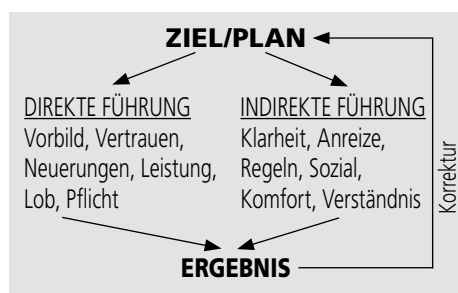 ZIEL/PLAN
DIREKTE FÜHRUNG
Vorbild, Vertrauen,
Neuerungen, Leistung,
Lob, Pflicht
INDIREKTE FÜHRUNG
Klarheit, Anreize,
Regeln, Sozial,
Komfort, Verständnis
Korrektur
ERGEBNIS